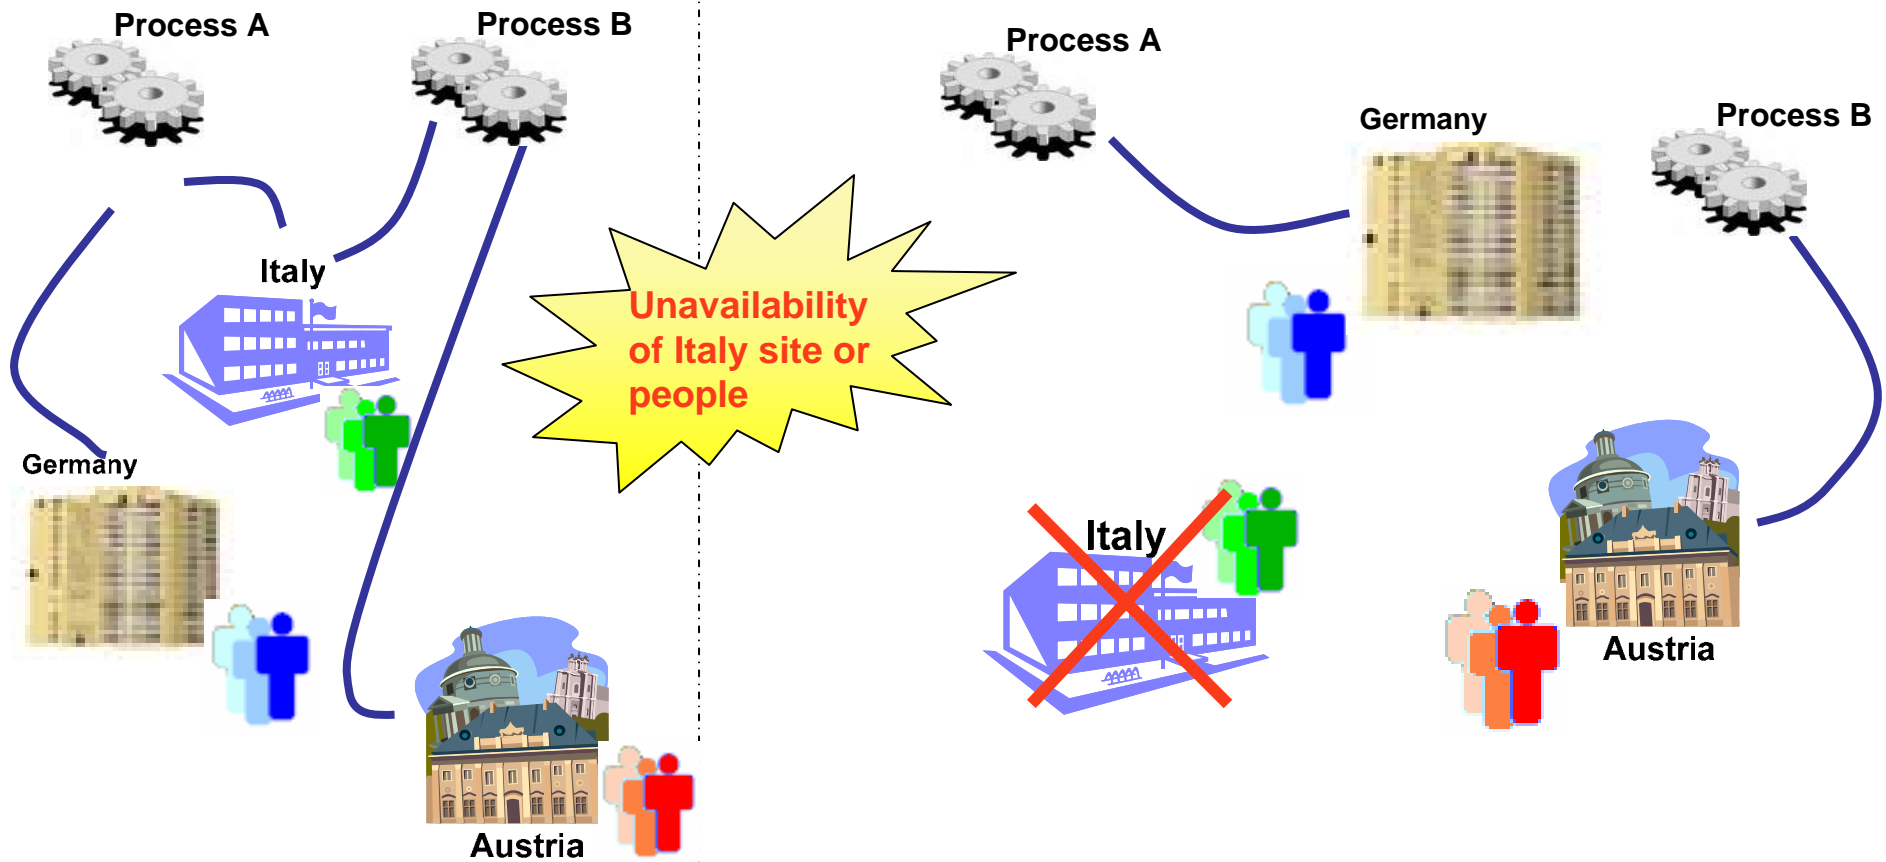 Process A
Process B
Italy
Germany
Austria
Unavailability
of Italy site or
people
Process A
Germany
Process B
Italy
Austria